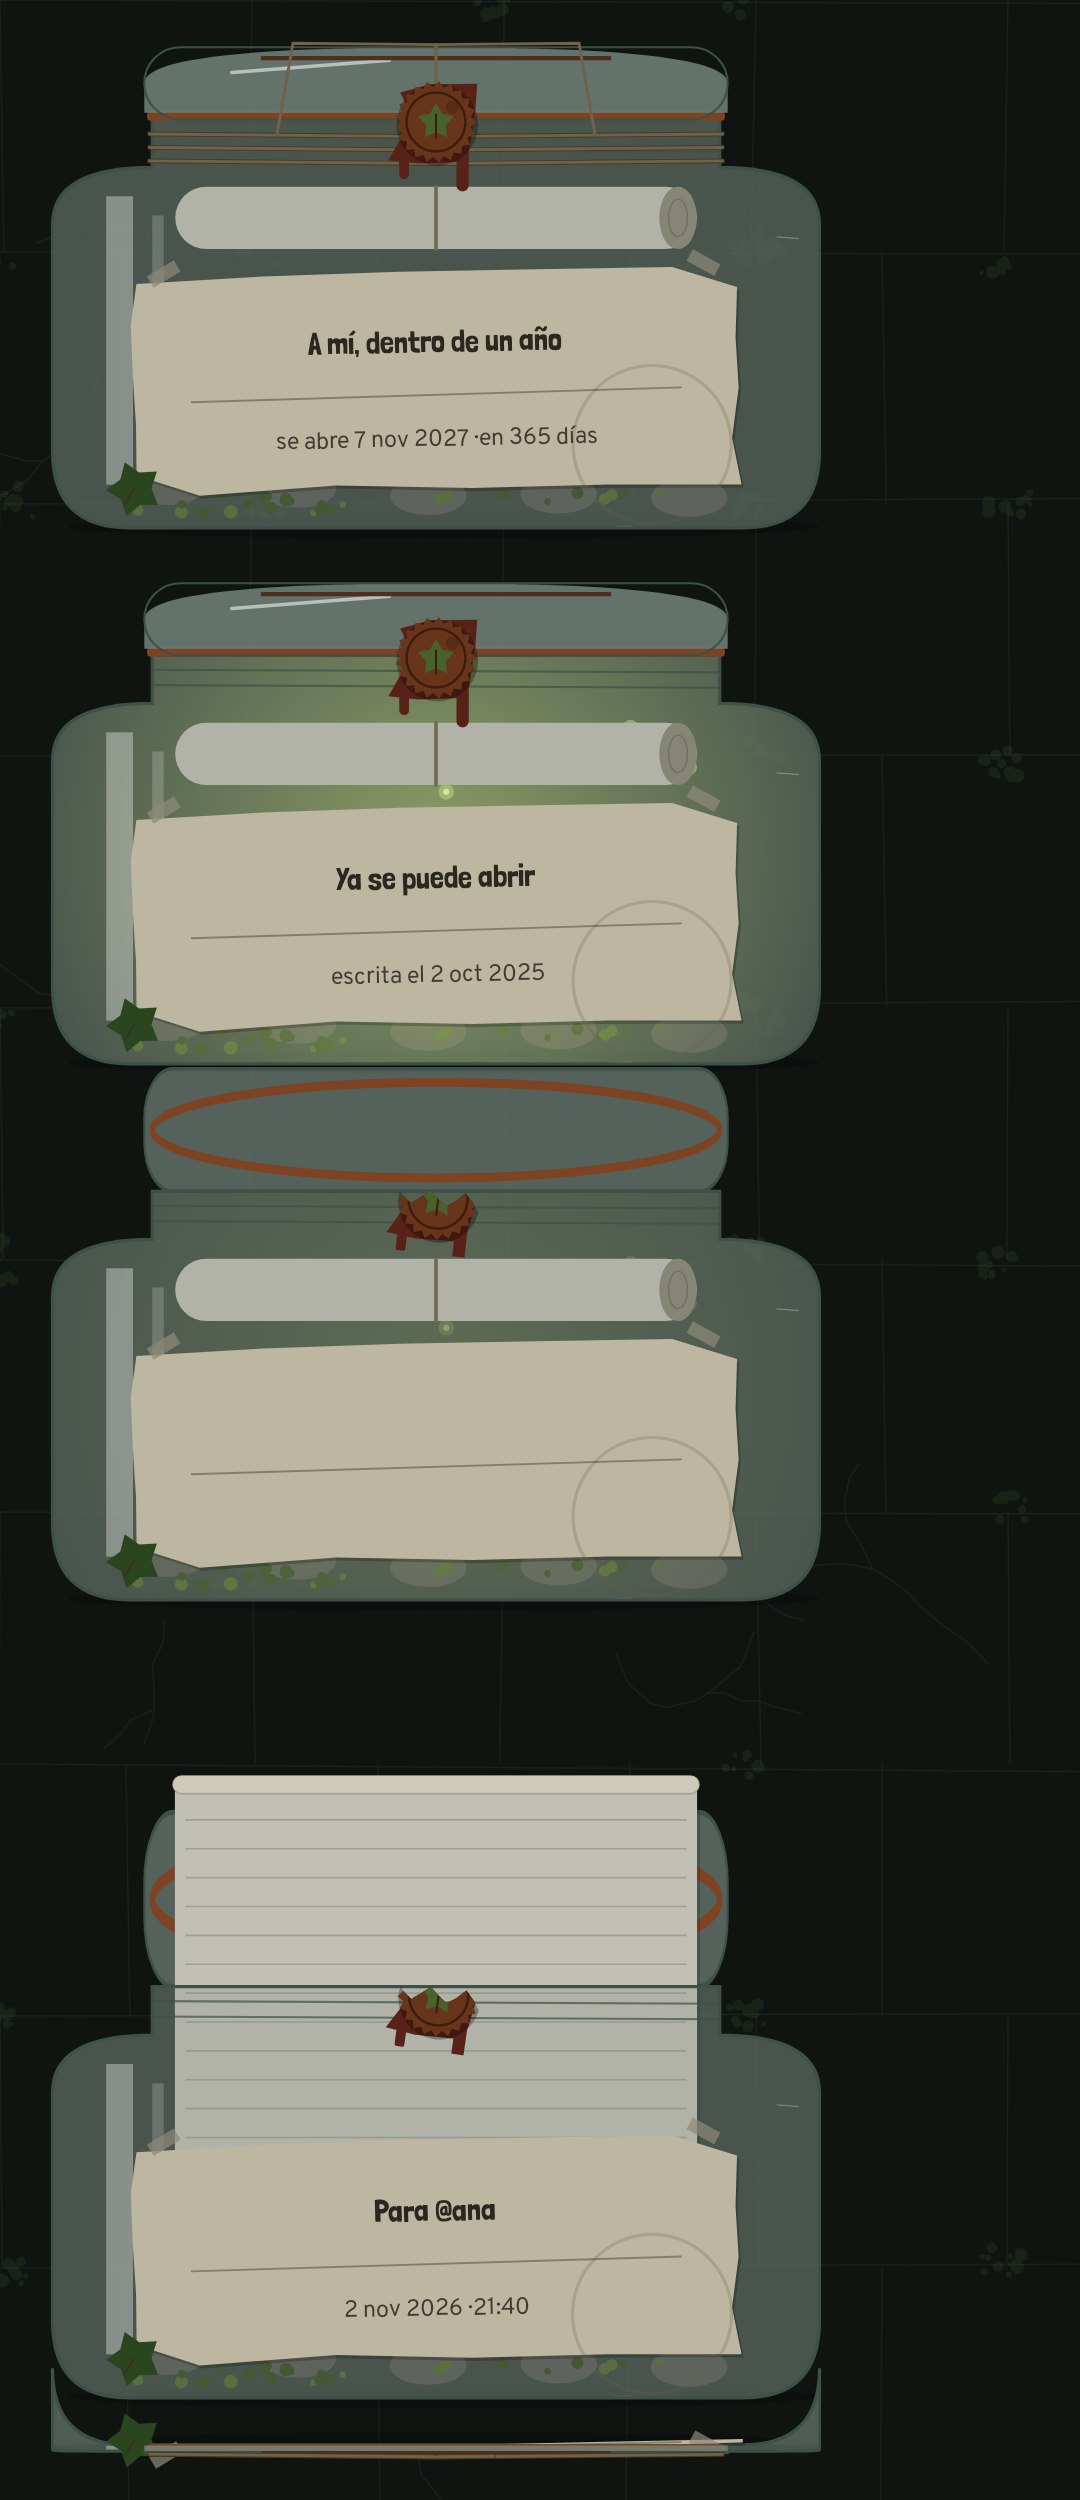 A mí, dentro de un año
se abre 7 nov 2027 · en 365 días
Ya se puede abrir
escrita el 2 oct 2025
Para @ana
2 nov 2026 · 21:40